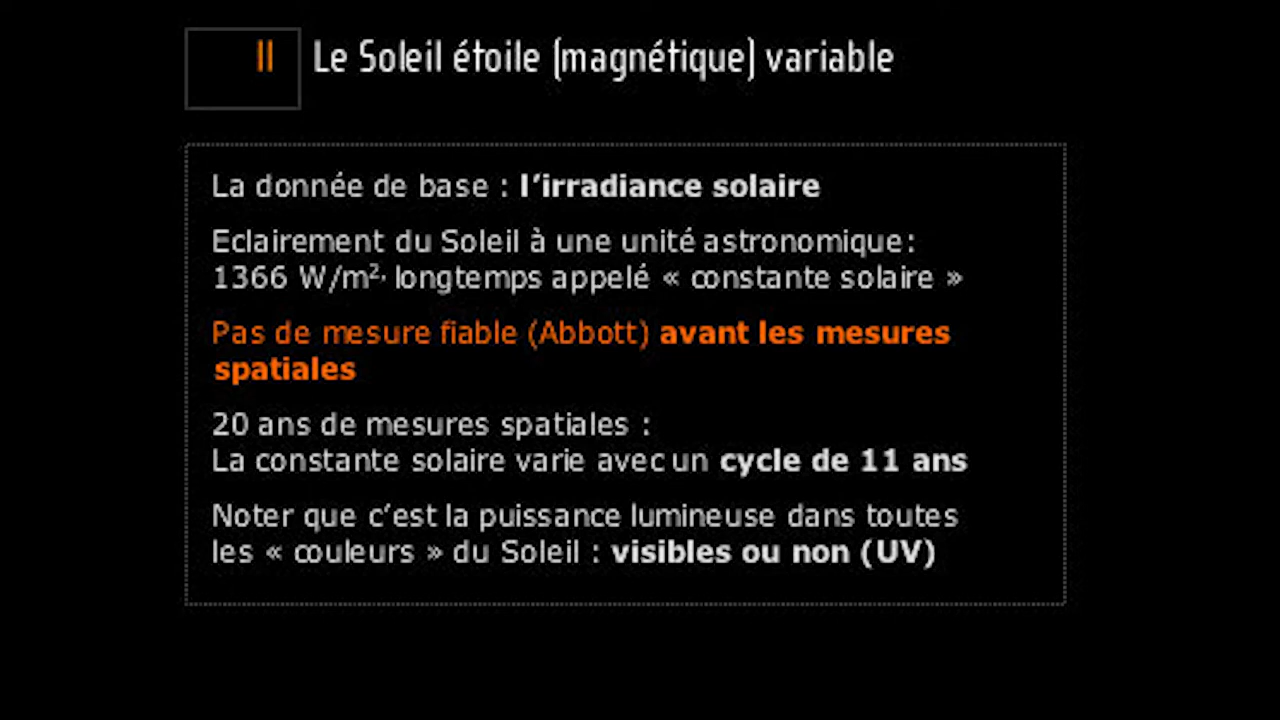 II Le Soleil étoile (magnétique) variable
La donnée de base : l’irradiance solaire
Eclairement du Soleil à une unité astronomique:
1366 W/m², longtemps appelé « constante solaire »
Pas de mesure fiable (Abbott) avant les mesures
spatiales
20 ans de mesures spatiales :
La constante solaire varie avec un cycle de 11 ans
Noter que c’est la puissance lumineuse dans toutes
les « couleurs » du Soleil : visibles ou non (UV)